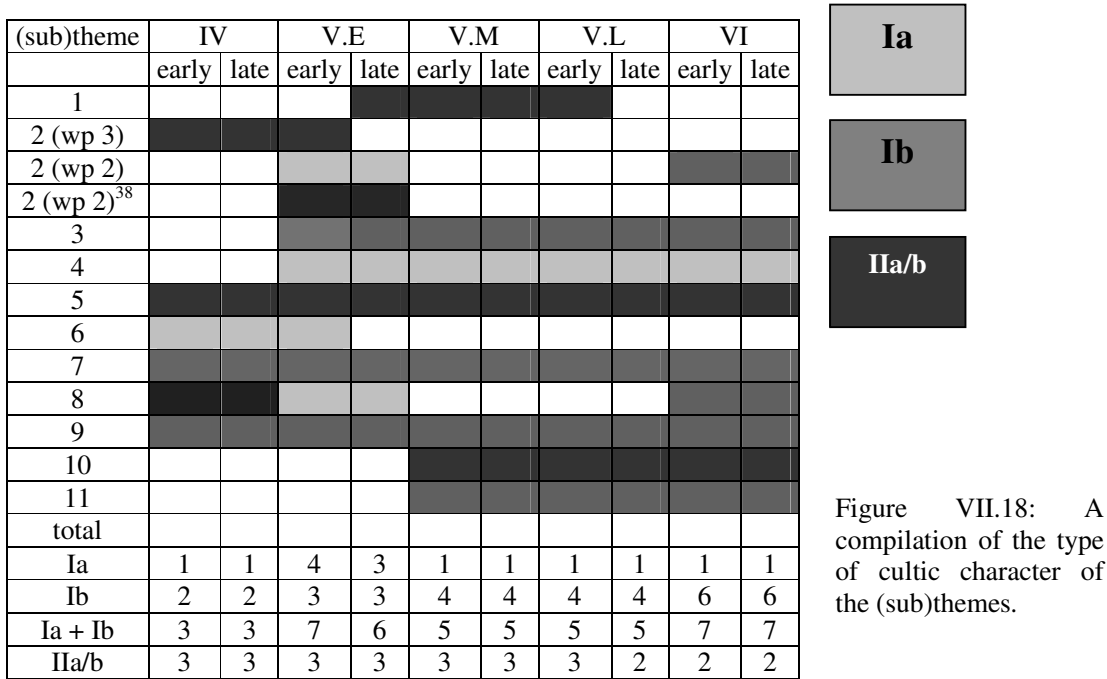 (sub)theme IV V.E V.M V.L VI
early late early late early late early late early late
1
2 (wp 3)
2 (wp 2)
2 (wp 2)38
3
4
5
6
7
8
9
10
11
total
Ia 1 1 4 3 1 1 1 1 1 1
Ib 2 2 3 3 4 4 4 4 6 6
Ia + Ib 3 3 7 6 5 5 5 5 7 7
IIa/b 3 3 3 3 3 3 3 2 2 2
Ia
Ib
IIa/b
Figure VII.18: A
compilation of the type
of cultic character of
the (sub)themes.